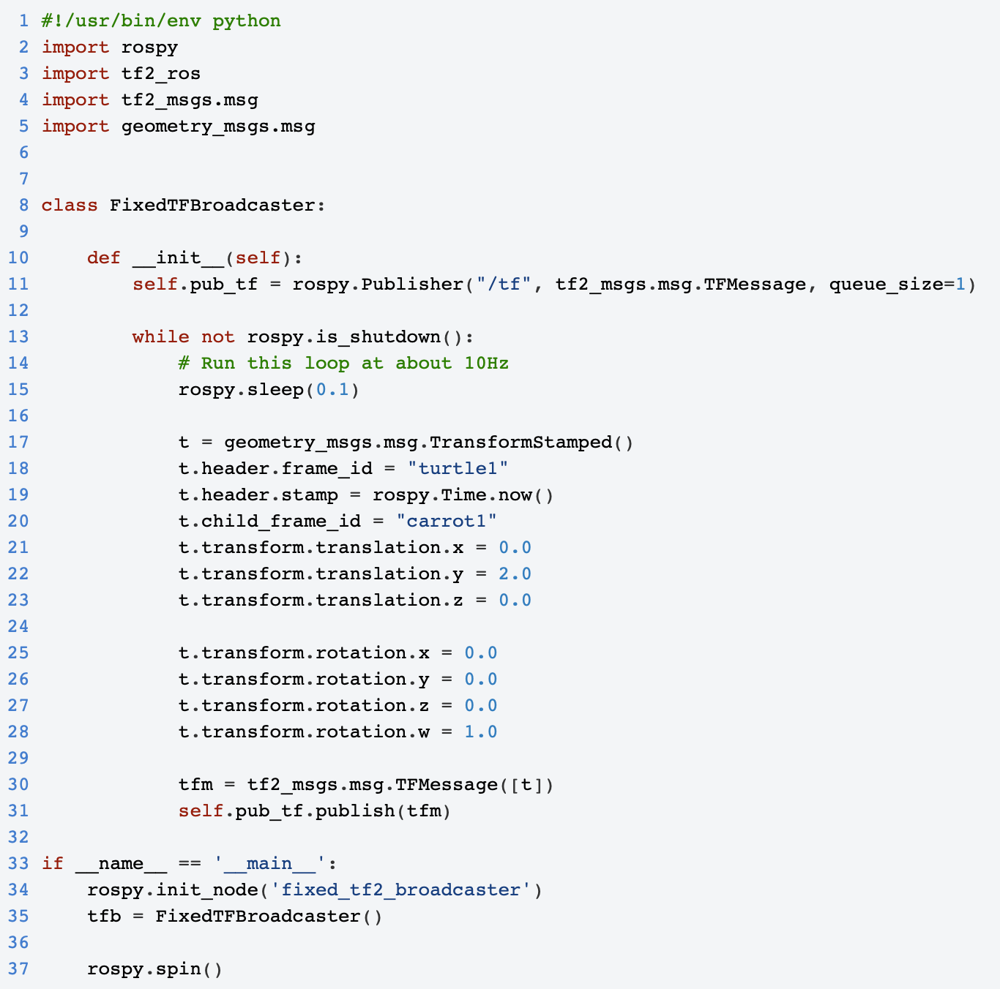 1 #!/usr/bin/env python
2 import rospy
3 import tf2_ros
4 import tf2_msgs.msg
5 import geometry_msgs.msg
6
7
8 class FixedTFBroadcaster:
9
10     def __init__(self):
11         self.pub_tf = rospy.Publisher("/tf", tf2_msgs.msg.TFMessage, queue_size=1)
12
13         while not rospy.is_shutdown():
14             # Run this loop at about 10Hz
15             rospy.sleep(0.1)
16
17             t = geometry_msgs.msg.TransformStamped()
18             t.header.frame_id = "turtle1"
19             t.header.stamp = rospy.Time.now()
20             t.child_frame_id = "carrot1"
21             t.transform.translation.x = 0.0
22             t.transform.translation.y = 2.0
23             t.transform.translation.z = 0.0
24
25             t.transform.rotation.x = 0.0
26             t.transform.rotation.y = 0.0
27             t.transform.rotation.z = 0.0
28             t.transform.rotation.w = 1.0
29
30             tfm = tf2_msgs.msg.TFMessage([t])
31             self.pub_tf.publish(tfm)
32
33 if __name__ == '__main__':
34     rospy.init_node('fixed_tf2_broadcaster')
35     tfb = FixedTFBroadcaster()
36
37     rospy.spin()